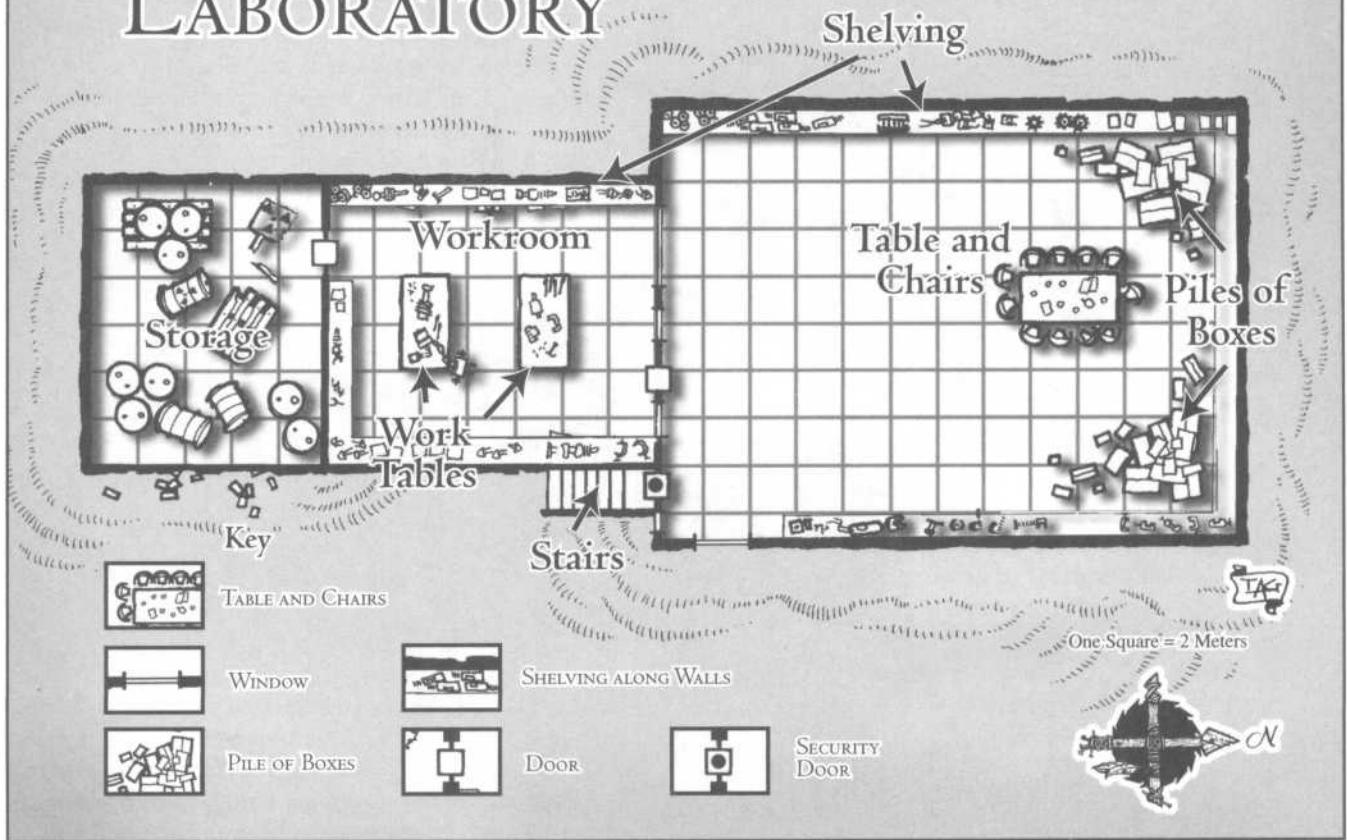 LABORATORY
Shelving
Workroom
Table and
Chairs
Piles of
Boxes
Storage
Work
Tables
Stairs
Key
TABLE AND CHAIRS
WINDOW
SHELVING ALONG WALLS
PILE OF BOXES
DOOR
SECURITY
DOOR
One Square = 2 Meters
N